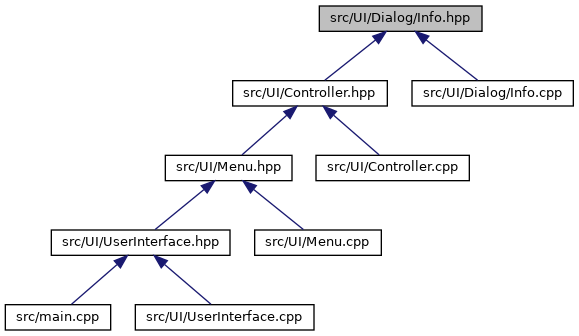 src/UI/Dialog/Info.hpp
src/UI/Controller.hpp
src/UI/Dialog/Info.cpp
src/UI/Menu.hpp
src/UI/Controller.cpp
src/UI/UserInterface.hpp
src/UI/Menu.cpp
src/main.cpp
src/UI/UserInterface.cpp